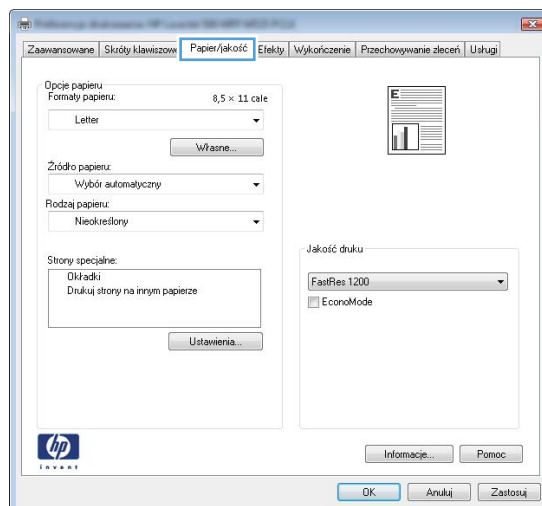 Zaawansowane Skróty klawiszowe Papier/jakość Efekty Wykończenie Przechowywanie zleceń Usługi
Opcje papieru
Formaty papieru: 8,5 × 11 cale
Letter
Własne...
Źródło papieru:
Wybór automatyczny
Rodzaj papieru:
Nieokreślony
Strony specjalne:
Okładki
Drukuj strony na innym papierze
Ustawienia...
E
Jakość druku
FastRes 1200
EconoMode
hp
invent
Informacje... Pomoc
OK Anuluj Zastosuj